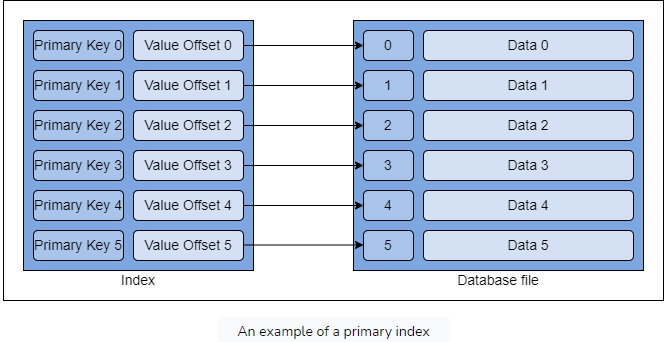 Primary Key 0 Value Offset 0 0 Data 0
Primary Key 1 Value Offset 1 1 Data 1
Primary Key 2 Value Offset 2 2 Data 2
Primary Key 3 Value Offset 3 3 Data 3
Primary Key 4 Value Offset 4 4 Data 4
Primary Key 5 Value Offset 5 5 Data 5
Index Database file
An example of a primary index